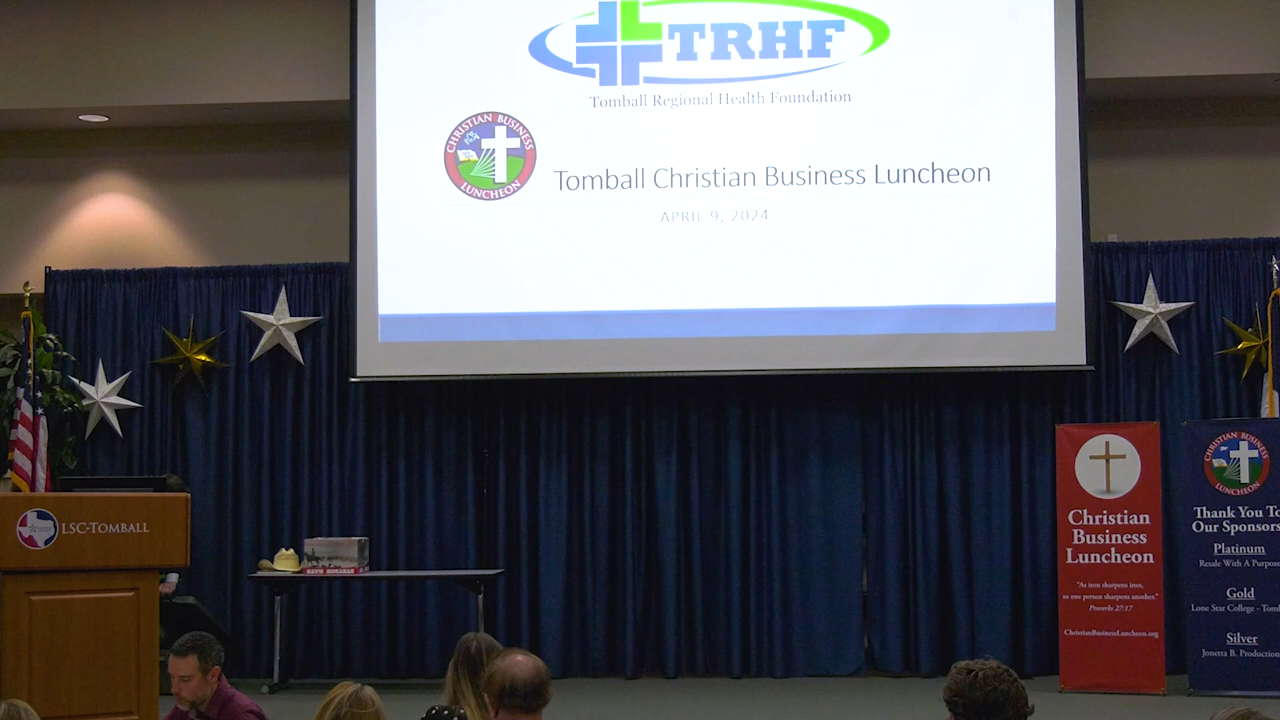 TRHF
Tomball Regional Health Foundation
CHRISTIAN BUSINESS
LUNCHEON
Tomball Christian Business Luncheon
APRIL 9, 2024
LSC-TOMBALL
Christian
Business
Luncheon
"As iron sharpens iron,
so one person sharpens another."
Proverbs 27:17
ChristianBusinessLuncheon.org
CHRISTIAN BUSINESS
LUNCHEON
Thank You To
Our Sponsors
Platinum
Resale With A Purpose
Gold
Lone Star College - Tomb
Silver
Jonetta B. Production